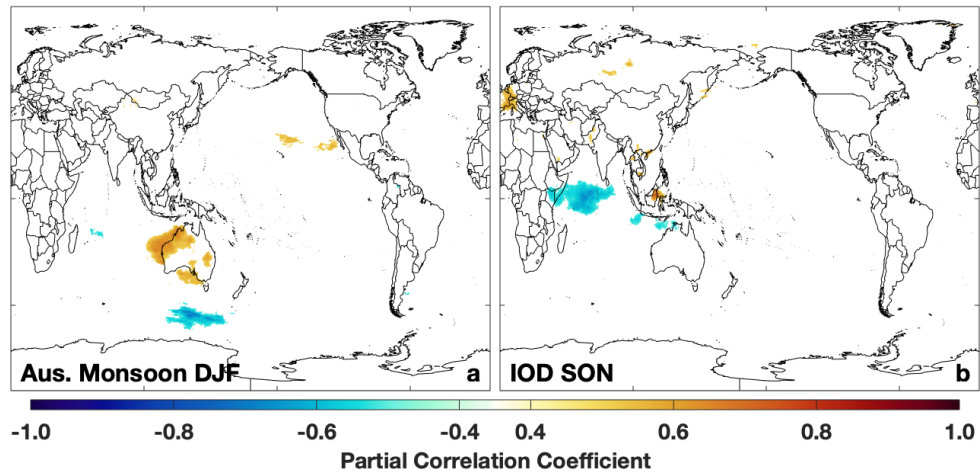 Aus. Monsoon DJF a
IOD SON b
-1.0 -0.8 -0.6 -0.4 0.4 0.6 0.8 1.0
Partial Correlation Coefficient